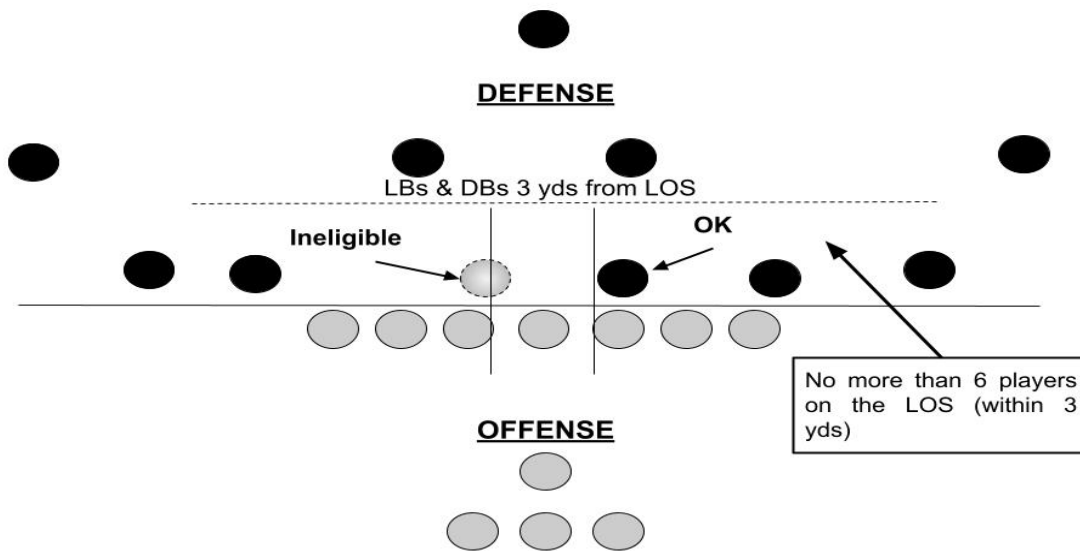 DEFENSE
LBs & DBs 3 yds from LOS
Ineligible
OK
No more than 6 players
on the LOS (within 3
yds)
OFFENSE